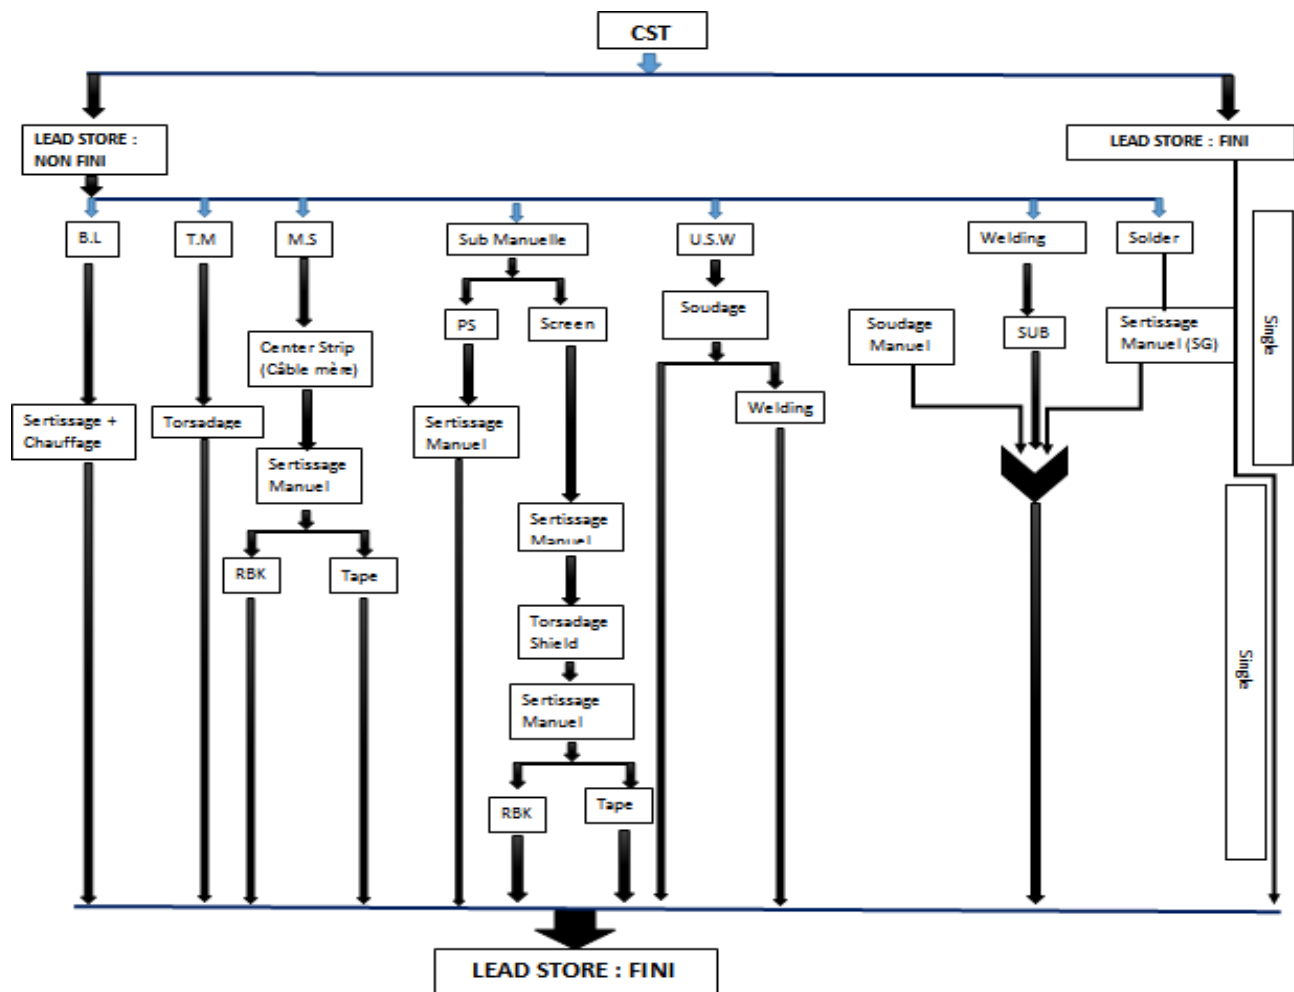 CST
LEAD STORE :
NON FINI
LEAD STORE : FINI
B.L
T.M
M.S
Sub Manuelle
U.S.W
Welding
Solder
PS
Screen
Soudage
Soudage
Manuel
SUB
Sertissage
Manuel (SG)
Single
Center Strip
(Câble mère)
Sertissage +
Chauffage
Torsadage
Sertissage
Manuel
Welding
Sertissage
Manuel
Sertissage
Manuel
RBK
Tape
Torsadage
Shield
Single
Sertissage
Manuel
RBK
Tape
LEAD STORE : FINI